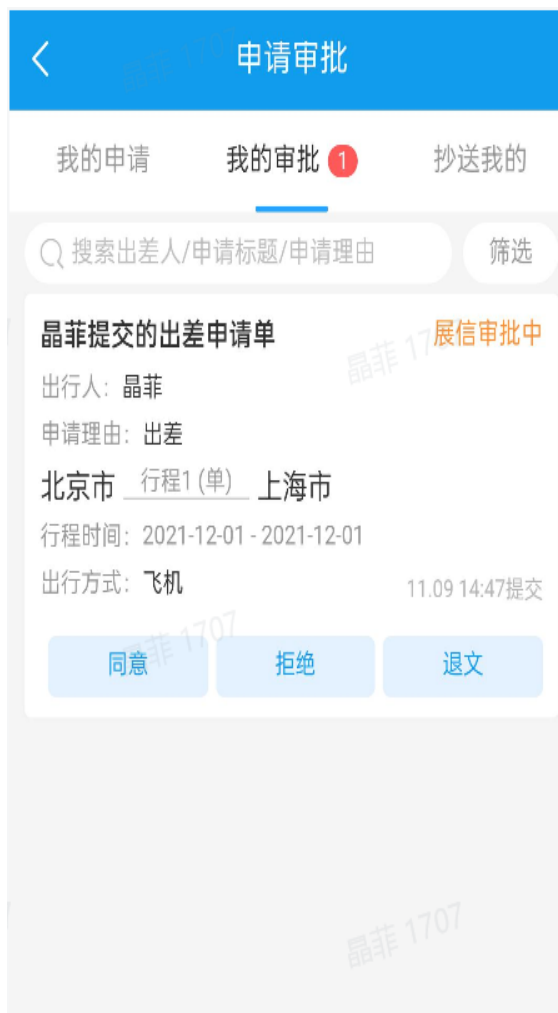 申请审批
我的申请 我的审批 1 抄送我的
搜索出差人/申请标题/申请理由 筛选
晶菲提交的出差申请单 展信审批中
出行人: 晶菲
申请理由: 出差
北京市 行程1 (单) 上海市
行程时间: 2021-12-01 - 2021-12-01
出行方式: 飞机 11.09 14:47提交
同意 拒绝 退文
晶菲 1707